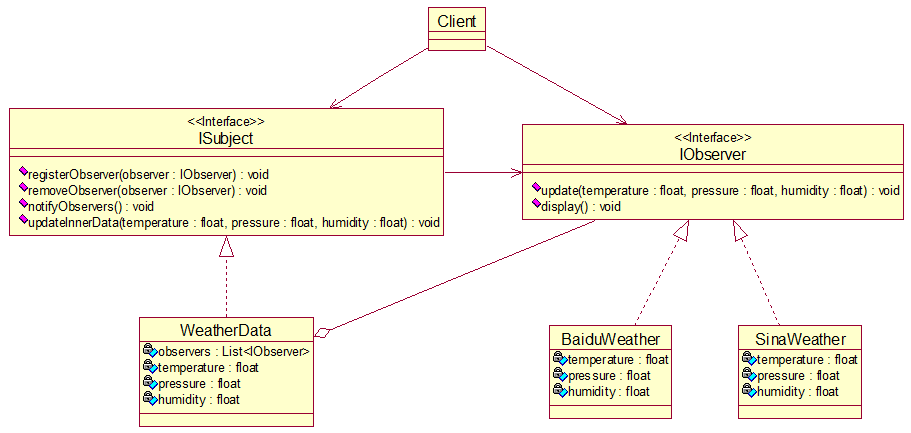 Client
<<Interface>>
ISubject
registerObserver(observer : IObserver) : void
removeObserver(observer : IObserver) : void
notifyObservers() : void
updateInnerData(temperature : float, pressure : float, humidity : float) : void
<<Interface>>
IObserver
update(temperature : float, pressure : float, humidity : float) : void
display() : void
WeatherData
observers : List<IObserver>
temperature : float
pressure : float
humidity : float
BaiduWeather
temperature : float
pressure : float
humidity : float
SinaWeather
temperature : float
pressure : float
humidity : float